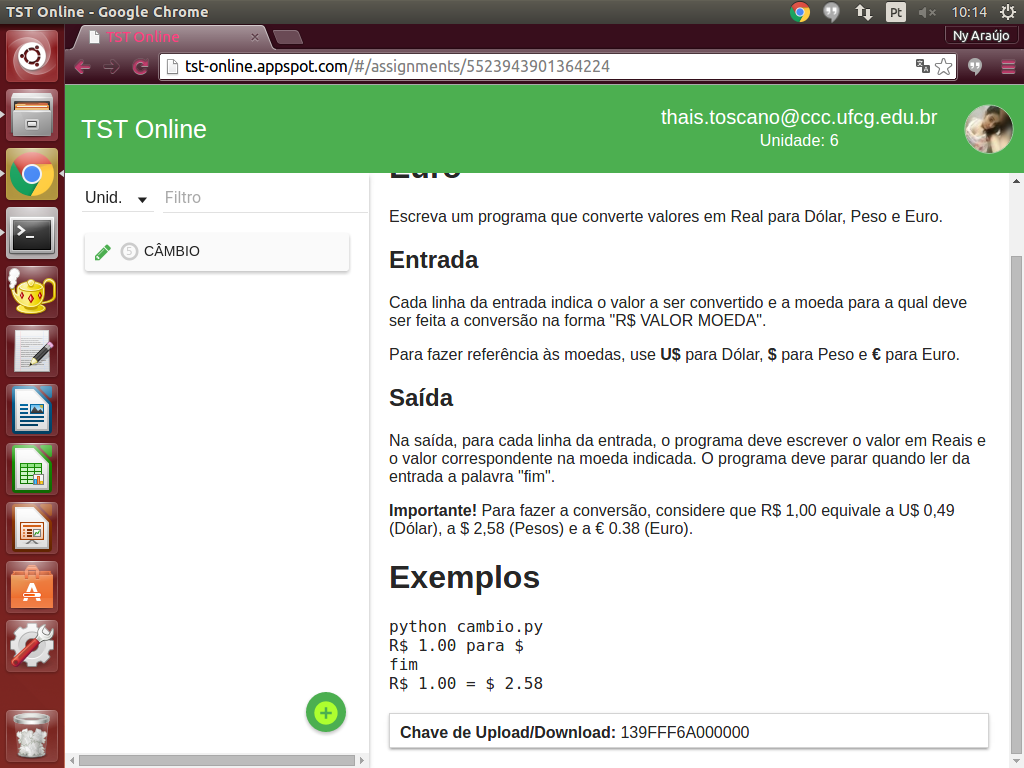 TST Online - Google Chrome
Pt
10:14
TST Online
Ny Araújo
tst-online.appspot.com/#/assignments/5523943901364224
TST Online
thais.toscano@ccc.ufcg.edu.br
Unidade: 6
Unid.
Filtro
5 CÂMBIO
Euro
Escreva um programa que converte valores em Real para Dólar, Peso e Euro.
Entrada
Cada linha da entrada indica o valor a ser convertido e a moeda para a qual deve
ser feita a conversão na forma "R$ VALOR MOEDA".
Para fazer referência às moedas, use U$ para Dólar, $ para Peso e € para Euro.
Saída
Na saída, para cada linha da entrada, o programa deve escrever o valor em Reais e
o valor correspondente na moeda indicada. O programa deve parar quando ler da
entrada a palavra "fim".
Importante! Para fazer a conversão, considere que R$ 1,00 equivale a U$ 0,49
(Dólar), a $ 2,58 (Pesos) e a € 0.38 (Euro).
Exemplos
python cambio.py
R$ 1.00 para $
fim
R$ 1.00 = $ 2.58
Chave de Upload/Download: 139FFF6A000000